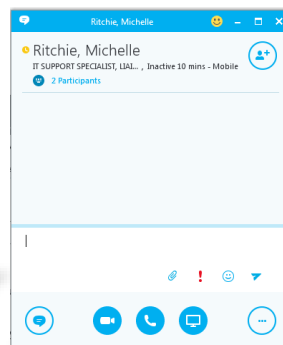 Ritchie, Michelle
Ritchie, Michelle
IT SUPPORT SPECIALIST, LIAI... , Inactive 10 mins - Mobile
2 Participants